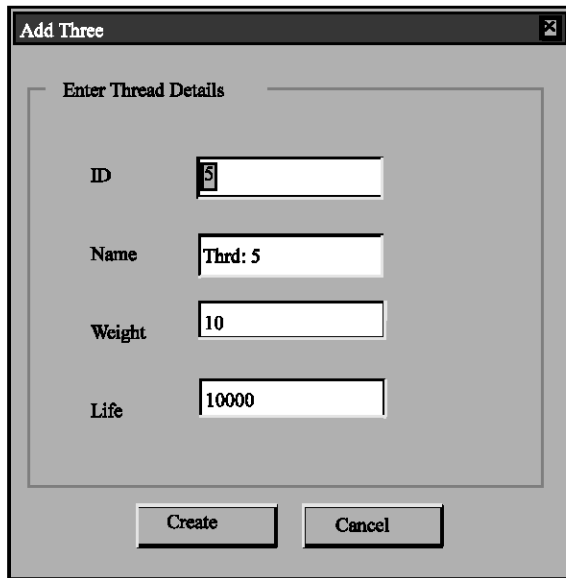 Add Three
Enter Thread Details
ID
5
Name
Thrd: 5
Weight
10
Life
10000
Create
Cancel